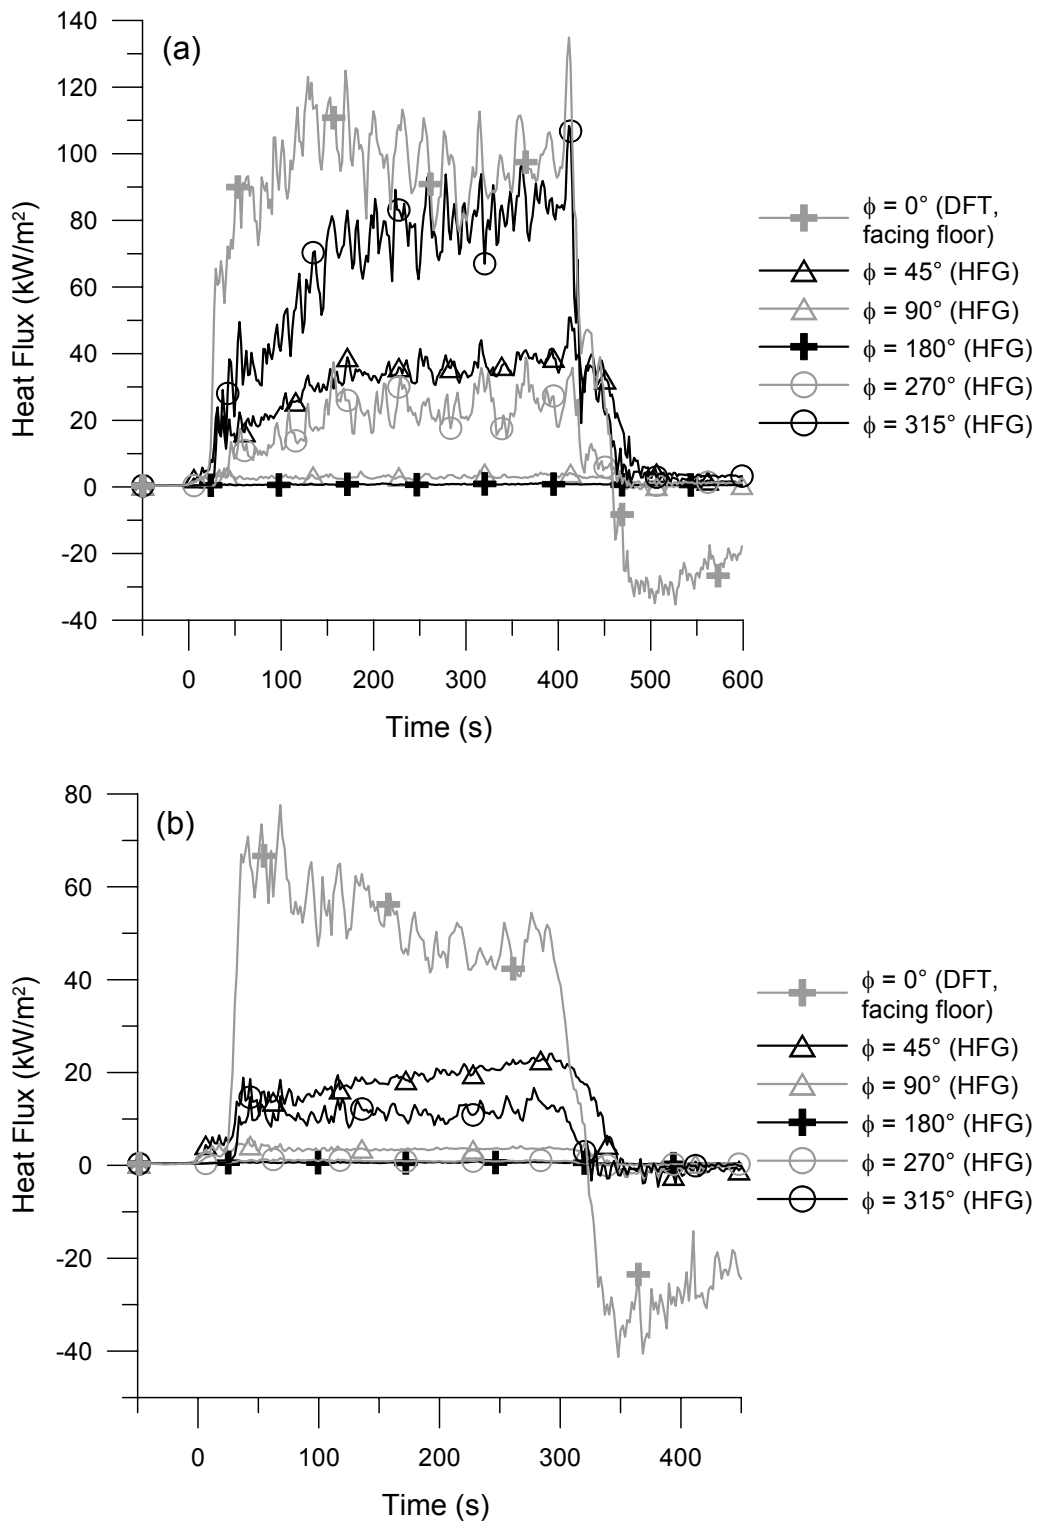 (a)
140
120
100
80
60
40
20
0
-20
-40
Heat Flux (kW/m²)
0 100 200 300 400 500 600
Time (s)
ϕ = 0° (DFT,
facing floor)
ϕ = 45° (HFG)
ϕ = 90° (HFG)
ϕ = 180° (HFG)
ϕ = 270° (HFG)
ϕ = 315° (HFG)
(b)
80
60
40
20
0
-20
-40
Heat Flux (kW/m²)
0 100 200 300 400
Time (s)
ϕ = 0° (DFT,
facing floor)
ϕ = 45° (HFG)
ϕ = 90° (HFG)
ϕ = 180° (HFG)
ϕ = 270° (HFG)
ϕ = 315° (HFG)